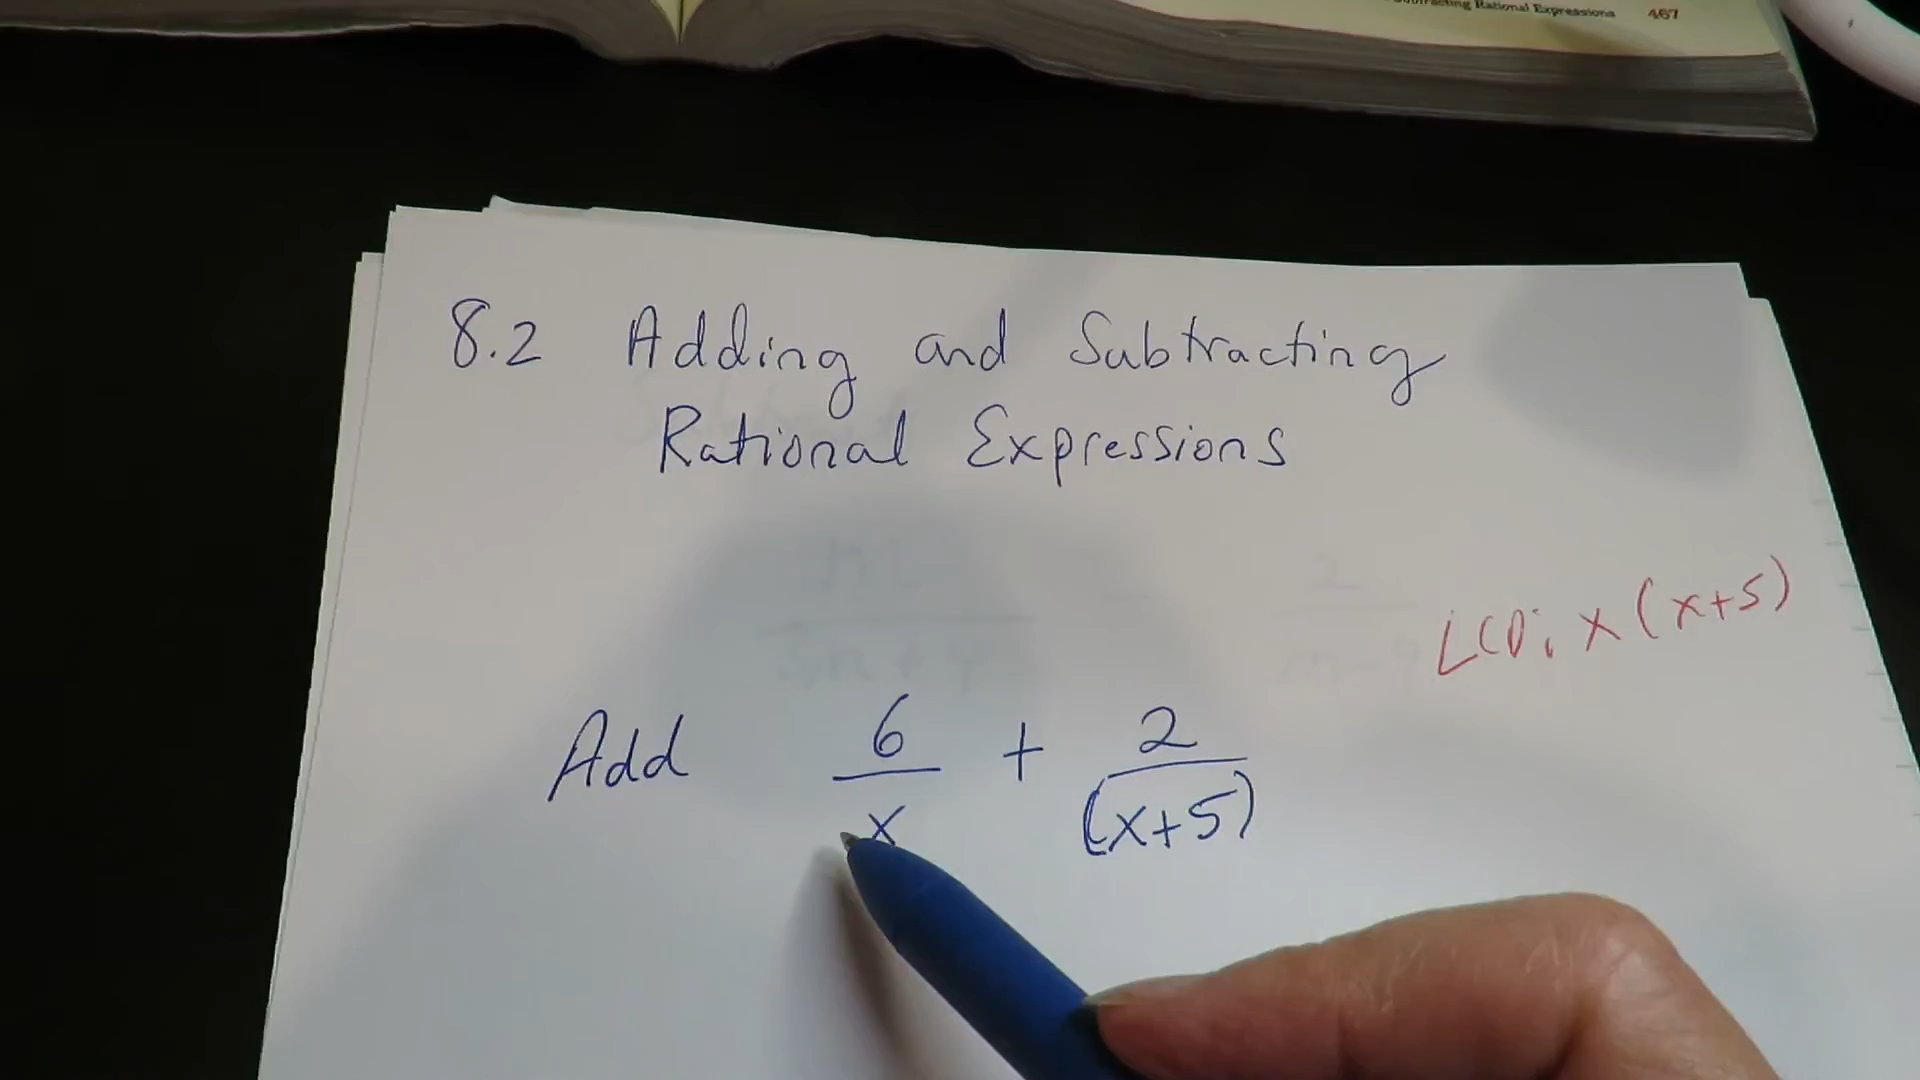 Subtracting Rational Expressions 467
8.2 Adding and Subtracting
Rational Expressions
LCD: x (x+5)
Add 6/x + 2/(x+5)